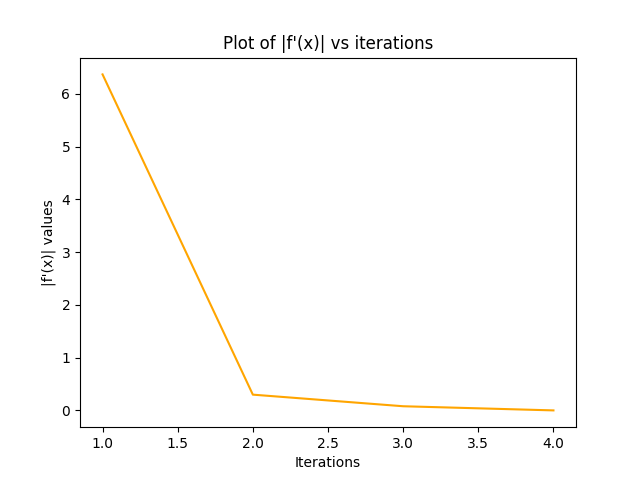 Plot of |f'(x)| vs iterations
|f'(x)| values
6
5
4
3
2
1
0
1.0 1.5 2.0 2.5 3.0 3.5 4.0
Iterations